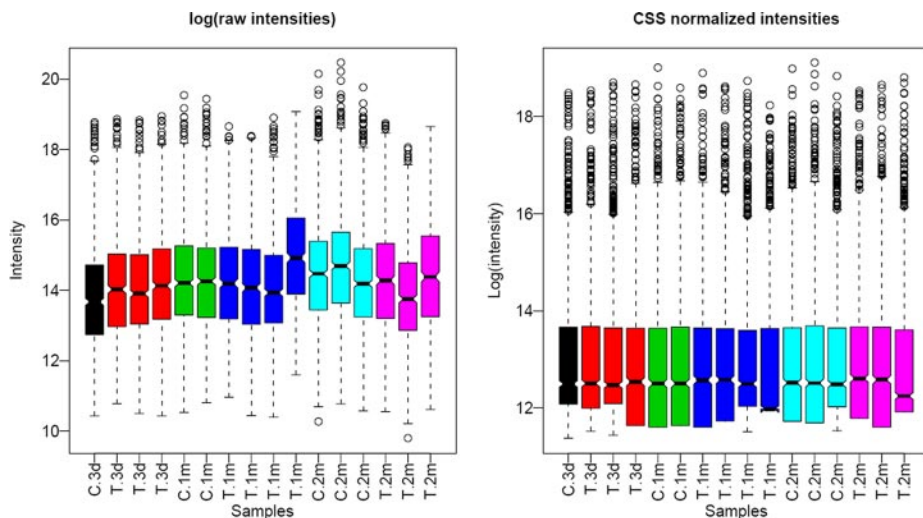 log(raw intensities)
Intensity
20
18
16
14
12
10
C.3d
T.3d
T.3d
T.3d
C.1m
C.1m
T.1m
T.1m
T.1m
T.1m
C.2m
C.2m
C.2m
T.2m
T.2m
T.2m
Samples
CSS normalized intensities
Log(intensity)
18
16
14
12
C.3d
T.3d
T.3d
T.3d
C.1m
C.1m
T.1m
T.1m
T.1m
T.1m
C.2m
C.2m
C.2m
T.2m
T.2m
T.2m
Samples